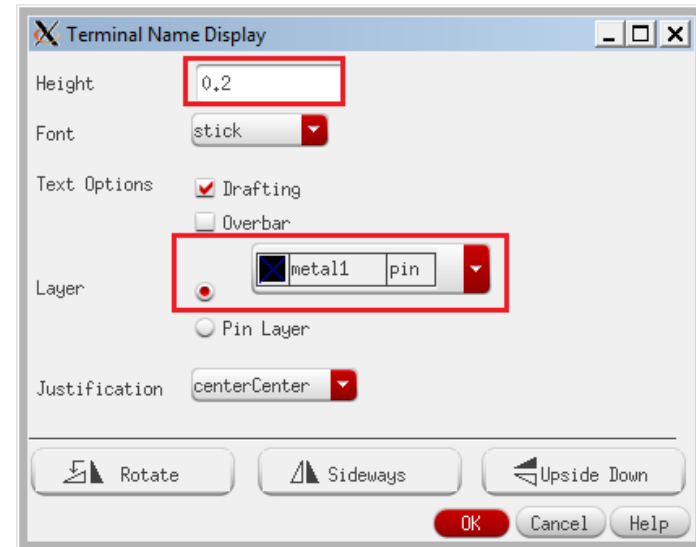 Terminal Name Display
Height 0.2
Font stick
Text Options Drafting
Overbar
metal1 pin
Layer
Pin Layer
Justification centerCenter
Rotate Sideways Upside Down
OK Cancel Help